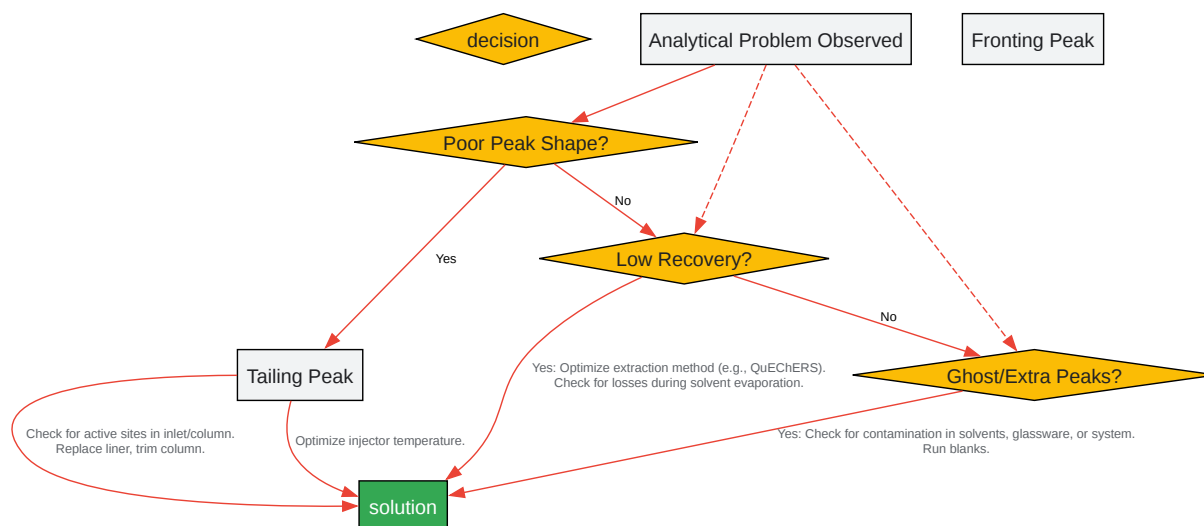 decision
Analytical Problem Observed
Fronting Peak
Poor Peak Shape?
No
Yes
Low Recovery?
No
Tailing Peak
Yes: Optimize extraction method (e.g., QuEChERS).
Check for losses during solvent evaporation.
Ghost/Extra Peaks?
Check for active sites in inlet/column.
Replace liner, trim column.
Optimize injector temperature.
Yes: Check for contamination in solvents, glassware, or system.
Run blanks.
solution